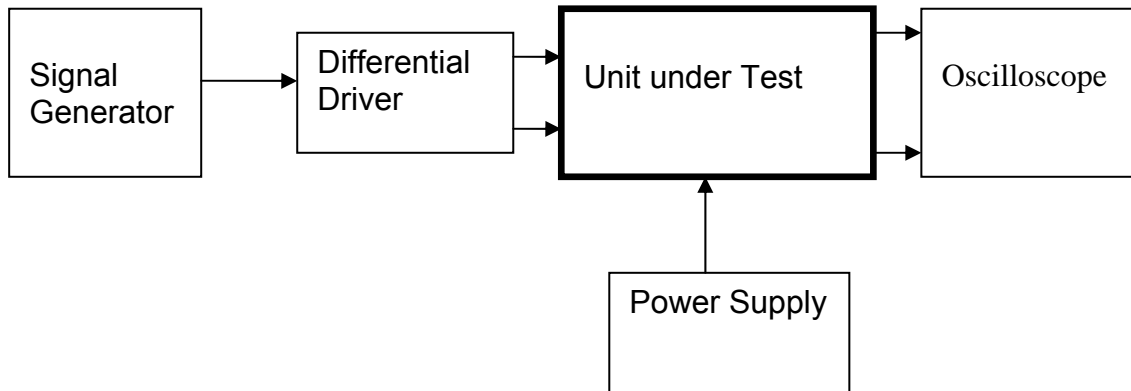 Signal
Generator
Differential
Driver
Unit under Test
Oscilloscope
Power Supply